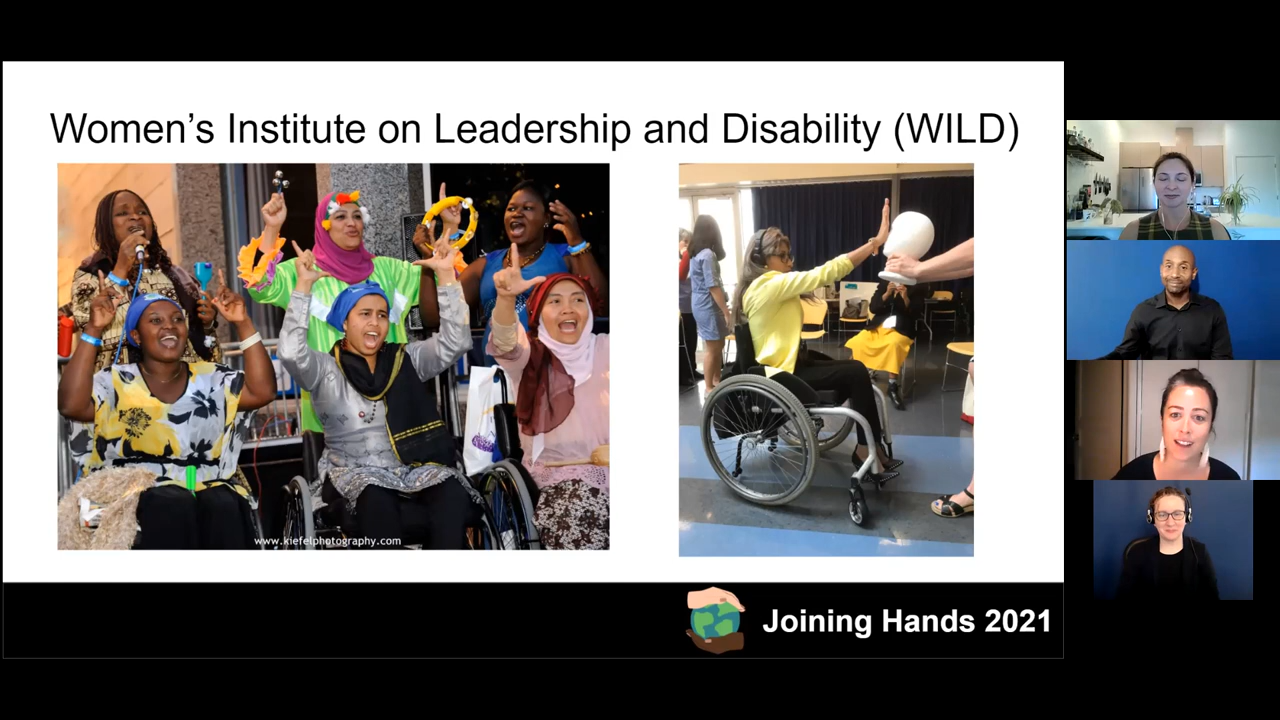 Women’s Institute on Leadership and Disability (WILD)
www.kiefelphotography.com
Joining Hands 2021